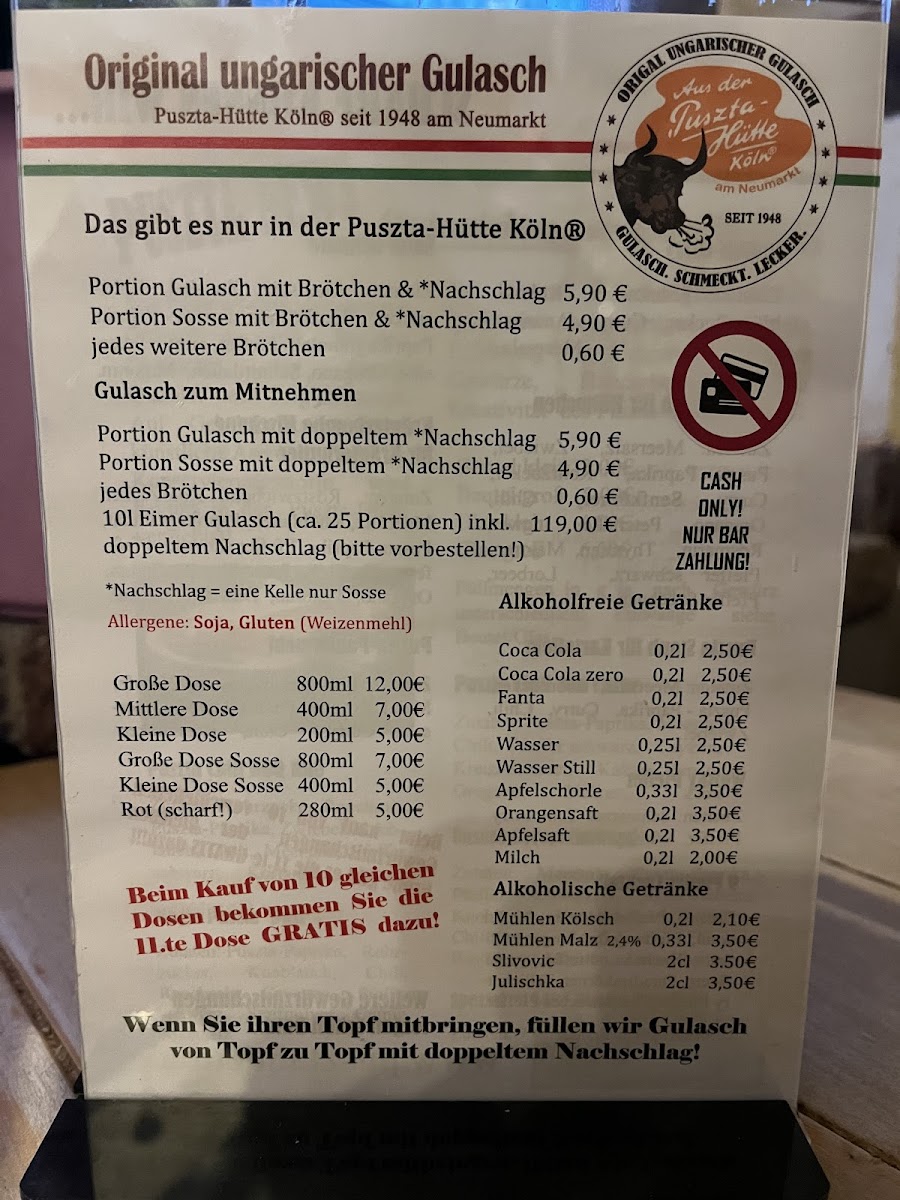 Original ungarischer Gulasch
Puszta-Hütte Köln® seit 1948 am Neumarkt
ORIGAL UNGARISCHER GULASCH
Aus der
Puszta-
Hütte
Köln®
am Neumarkt
SEIT 1948
GULASCH. SCHMECKT. LECKER.
Das gibt es nur in der Puszta-Hütte Köln®
Portion Gulasch mit Brötchen & *Nachschlag 5,90 €
Portion Sosse mit Brötchen & *Nachschlag 4,90 €
jedes weitere Brötchen 0,60 €
Gulasch zum Mitnehmen
Portion Gulasch mit doppeltem *Nachschlag 5,90 €
Portion Sosse mit doppeltem *Nachschlag 4,90 €
jedes Brötchen 0,60 €
10l Eimer Gulasch (ca. 25 Portionen) inkl. 119,00 €
doppeltem Nachschlag (bitte vorbestellen!)
CASH
ONLY!
NUR BAR
ZAHLUNG!
*Nachschlag = eine Kelle nur Sosse
Allergene: Soja, Gluten (Weizenmehl)
Große Dose 800ml 12,00€
Mittlere Dose 400ml 7,00€
Kleine Dose 200ml 5,00€
Große Dose Sosse 800ml 7,00€
Kleine Dose Sosse 400ml 5,00€
Rot (scharf!) 280ml 5,00€
Beim Kauf von 10 gleichen
Dosen bekommen Sie die
11.te Dose GRATIS dazu!
Alkoholfreie Getränke
Coca Cola 0,2l 2,50€
Coca Cola zero 0,2l 2,50€
Fanta 0,2l 2,50€
Sprite 0,2l 2,50€
Wasser 0,25l 2,50€
Wasser Still 0,25l 2,50€
Apfelschorle 0,33l 3,50€
Orangensaft 0,2l 3,50€
Apfelsaft 0,2l 3,50€
Milch 0,2l 2,00€
Alkoholische Getränke
Mühlen Kölsch 0,2l 2,10€
Mühlen Malz 2,4% 0,33l 3,50€
Slivovic 2cl 3.50€
Julischka 2cl 3,50€
Wenn Sie ihren Topf mitbringen, füllen wir Gulasch
von Topf zu Topf mit doppeltem Nachschlag!